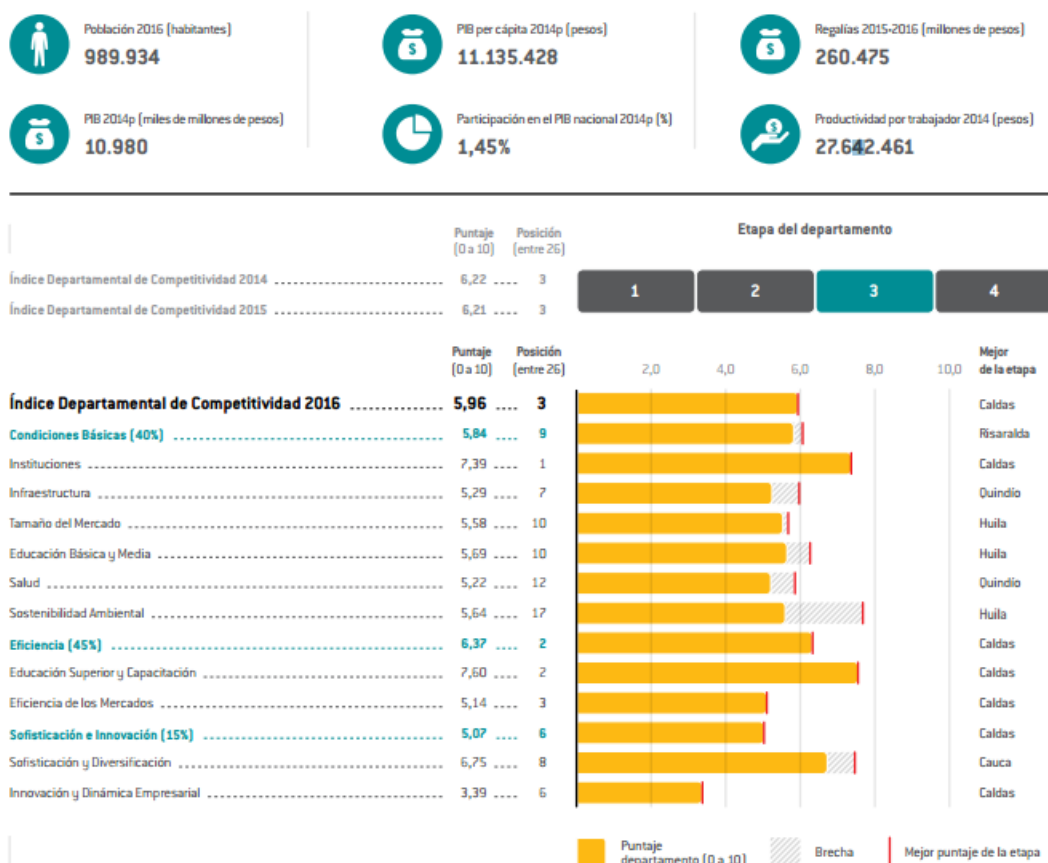 Población 2016 (habitantes)
989.934
PIB per cápita 2014p (pesos)
11.135.428
Regalías 2015-2016 (millones de pesos)
260.475
PIB 2014p (miles de millones de pesos)
10.980
Participación en el PIB nacional 2014p (%)
1,45%
Productividad por trabajador 2014 (pesos)
27.642.461
Puntaje (0 a 10) Posición (entre 26)
Etapa del departamento
Índice Departamental de Competitividad 2014 6,22 3
Índice Departamental de Competitividad 2015 6,21 3
1 2 3 4
Puntaje (0 a 10) Posición (entre 26) 2,0 4,0 6,0 8,0 10,0 Mejor de la etapa
Índice Departamental de Competitividad 2016 5,96 3 Caldas
Condiciones Básicas (40%) 5,84 9 Risaralda
Instituciones 7,39 1 Caldas
Infraestructura 5,29 7 Quindío
Tamaño del Mercado 5,58 10 Huila
Educación Básica y Media 5,69 10 Huila
Salud 5,22 12 Quindío
Sostenibilidad Ambiental 5,64 17 Huila
Eficiencia (45%) 6,37 2 Caldas
Educación Superior y Capacitación 7,60 2 Caldas
Eficiencia de los Mercados 5,14 3 Caldas
Sofisticación e Innovación (15%) 5,07 6 Caldas
Sofisticación y Diversificación 6,75 8 Cauca
Innovación y Dinámica Empresarial 3,39 6 Caldas
Puntaje departamento (0 a 10) Brecha Mejor puntaje de la etapa